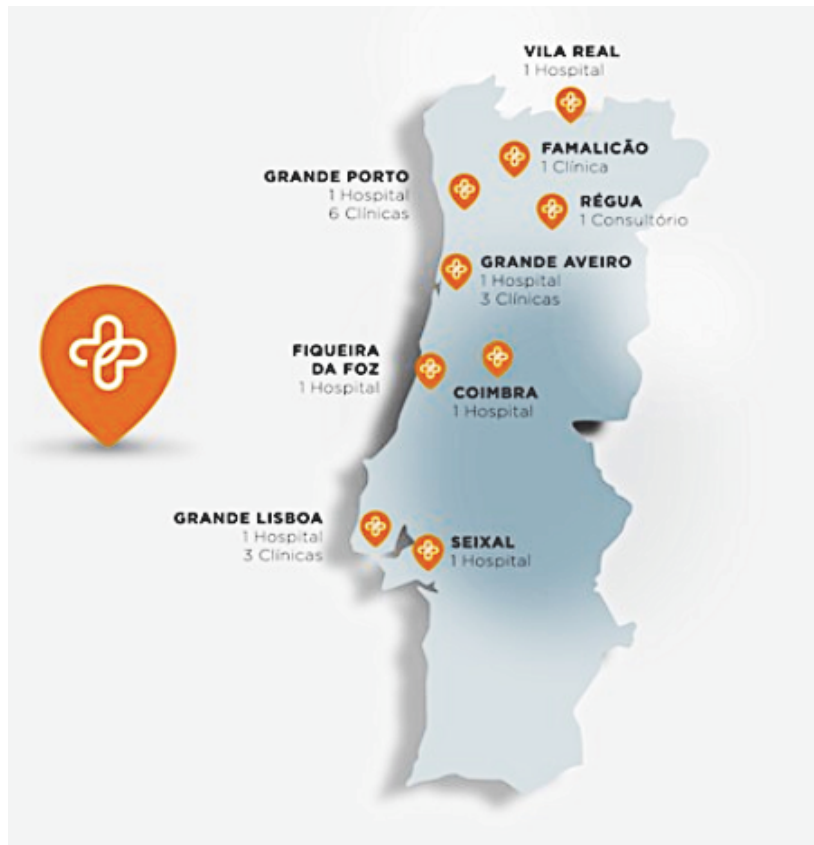 VILA REAL
1 Hospital
FAMALICÃO
1 Clínica
GRANDE PORTO
1 Hospital
6 Clínicas
RÉGUA
1 Consultório
GRANDE AVEIRO
1 Hospital
3 Clínicas
FIQUEIRA
DA FOZ
1 Hospital
COIMBRA
1 Hospital
GRANDE LISBOA
1 Hospital
3 Clínicas
SEIXAL
1 Hospital